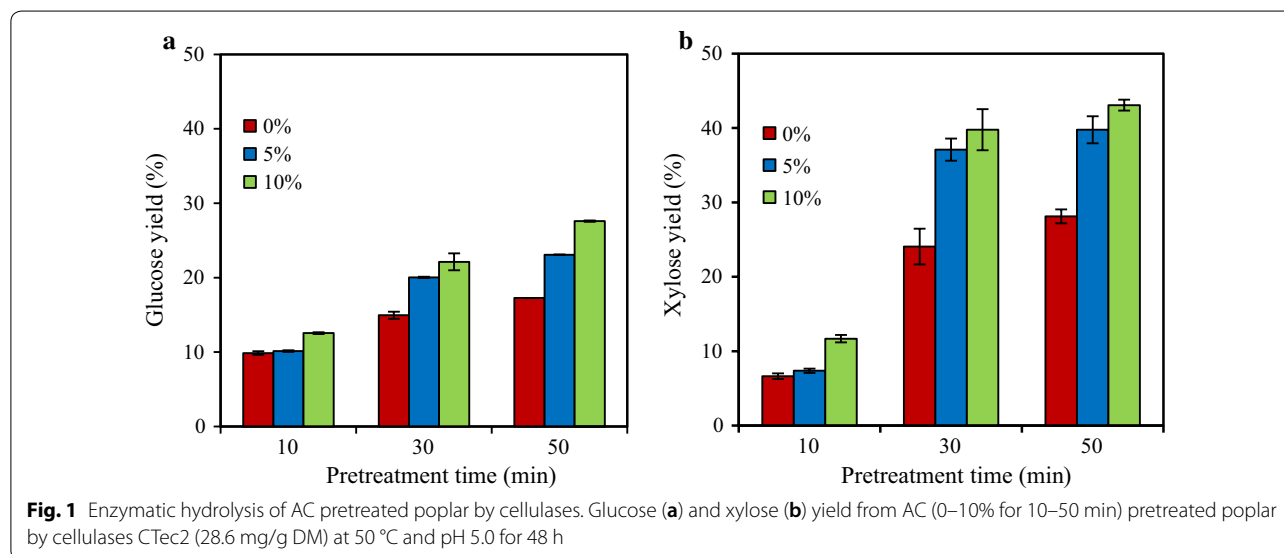 a
50
40
30
20
10
0
Glucose yield (%)
0%
5%
10%
10 30 50
Pretreatment time (min)
b
50
40
30
20
10
0
Xylose yield (%)
0%
5%
10%
10 30 50
Pretreatment time (min)
Fig. 1 Enzymatic hydrolysis of AC pretreated poplar by cellulases. Glucose (a) and xylose (b) yield from AC (0–10% for 10–50 min) pretreated poplar
by cellulases CTec2 (28.6 mg/g DM) at 50 °C and pH 5.0 for 48 h